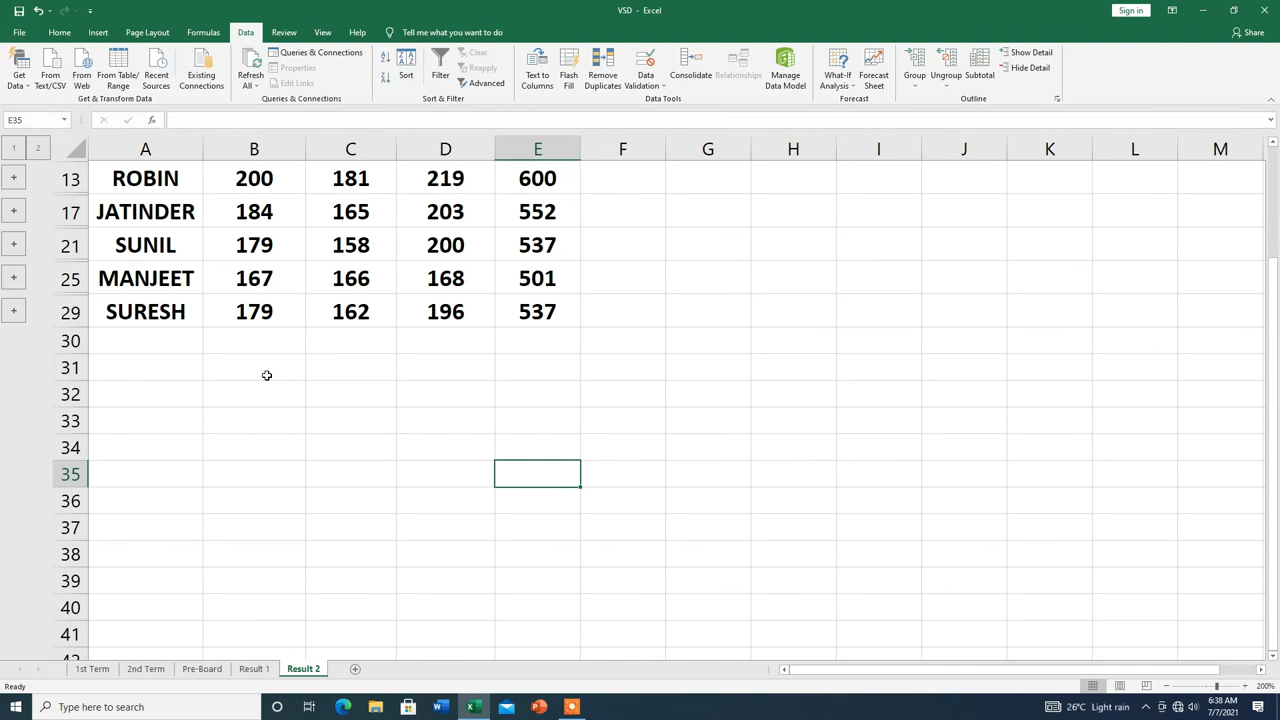 VSD - Excel
Sign in
File Home Insert Page Layout Formulas Data Review View Help Tell me what you want to do Share
Get Data From Text/CSV From Web From Table/Range Recent Sources Existing Connections
Get & Transform Data
Refresh All Queries & Connections Properties Edit Links
Queries & Connections
Sort Filter Clear Reapply Advanced
Sort & Filter
Text to Columns Flash Fill Remove Duplicates Data Validation Consolidate Relationships Manage Data Model
Data Tools
What-If Analysis Forecast Sheet
Forecast
Group Ungroup Subtotal Show Detail Hide Detail
Outline
E35 fx
1 2 A B C D E F G H I J K L M
13 ROBIN 200 181 219 600
17 JATINDER 184 165 203 552
21 SUNIL 179 158 200 537
25 MANJEET 167 166 168 501
29 SURESH 179 162 196 537
30
31
32
33
34
35
36
37
38
39
40
41
1st Term 2nd Term Pre-Board Result 1 Result 2
Ready 200%
Type here to search 26°C Light rain 6:38 AM
7/7/2021